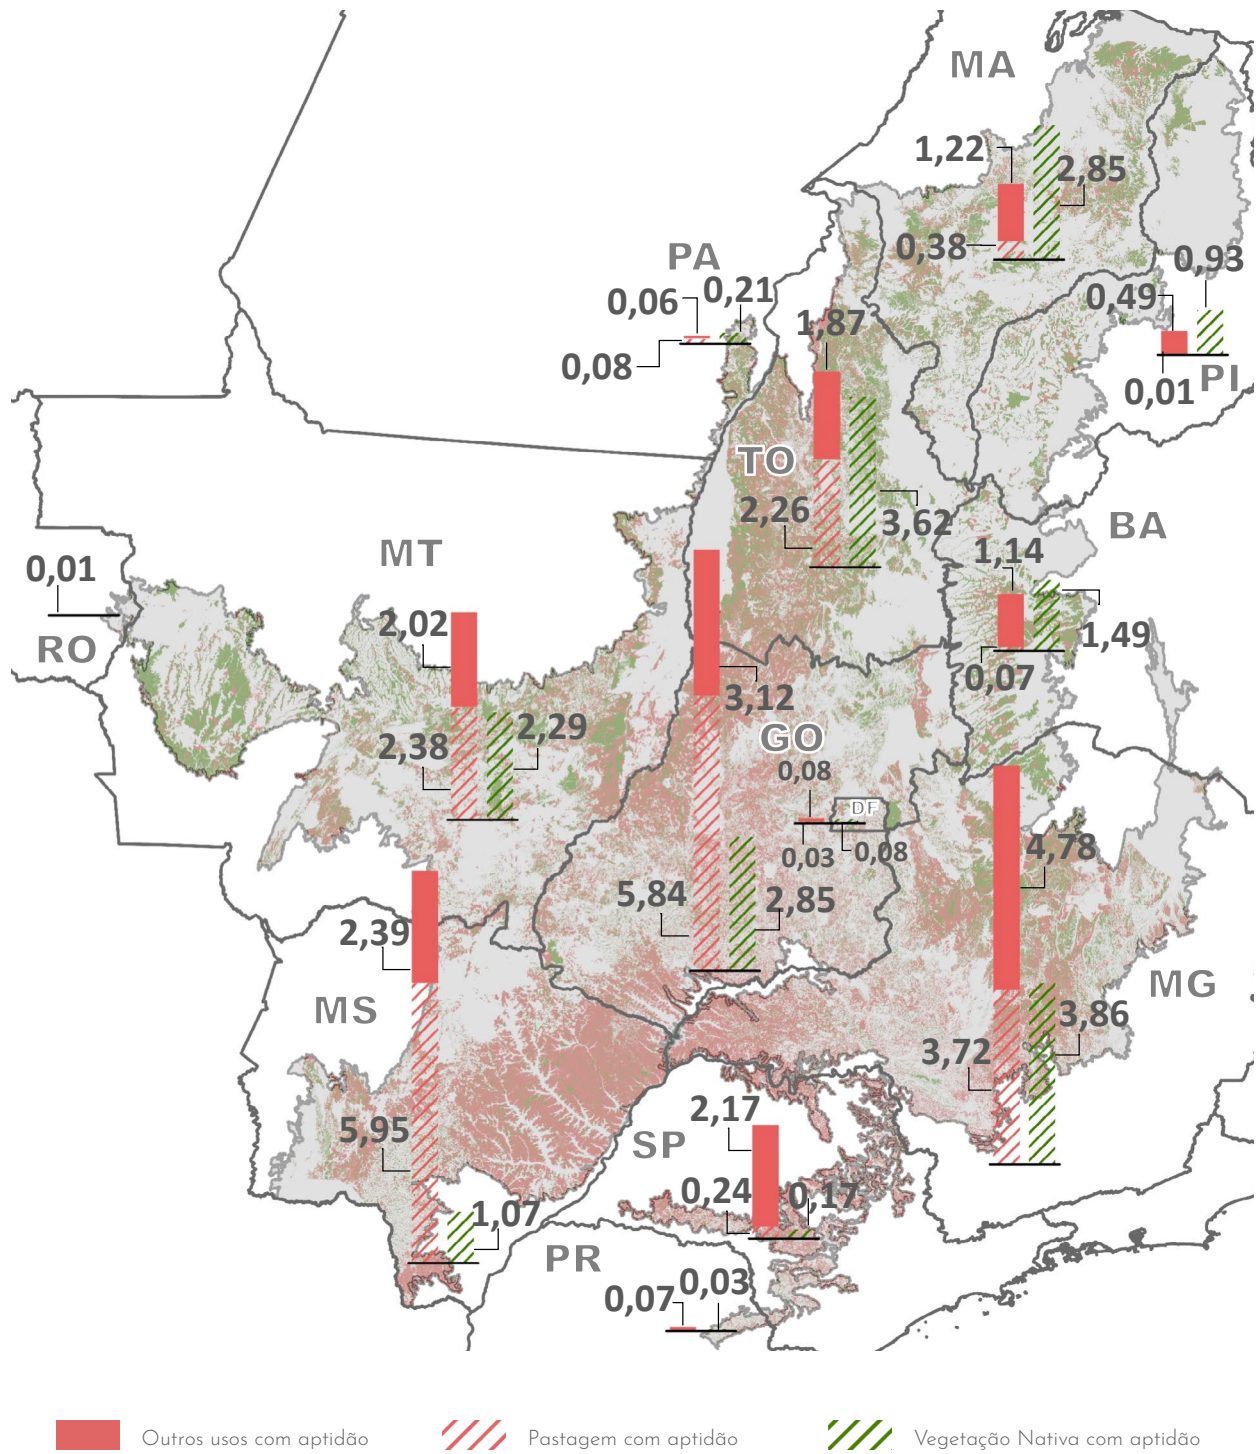 MA
1,22
2,85
0,38
PA
0,93
0,06
0,21
0,49
1,87
0,08
0,01
PI
TO
2,26
3,62
BA
MT
1,14
0,01
2,02
1,49
RO
0,07
3,12
2,38
2,29
GO
0,08
DF
0,03
0,08
4,78
5,84
2,85
2,39
MS
MG
3,86
3,72
2,17
5,95
SP
0,24
0,17
1,07
PR
0,03
0,07
Outros usos com aptidão
Pastagem com aptidão
Vegetação Nativa com aptidão